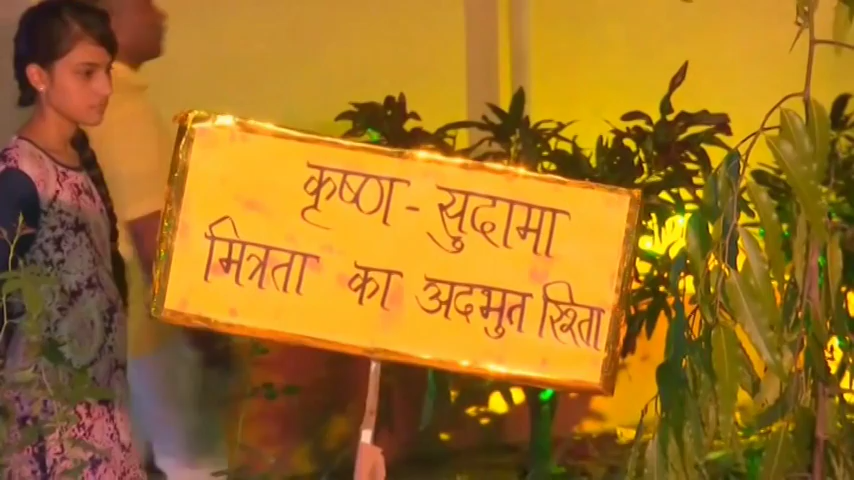 कृष्ण - सुदामा
मित्रता का अदभुत रिश्ता